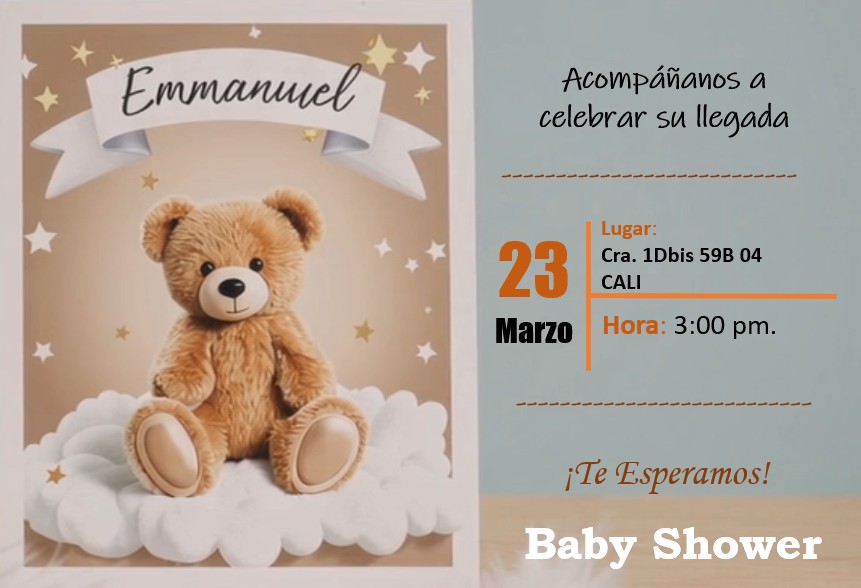 Emmanuel
Acompáñanos a
celebrar su llegada
23
Marzo
Lugar:
Cra. 1Dbis 59B 04
CALI
Hora: 3:00 pm.
¡Te Esperamos!
Baby Shower